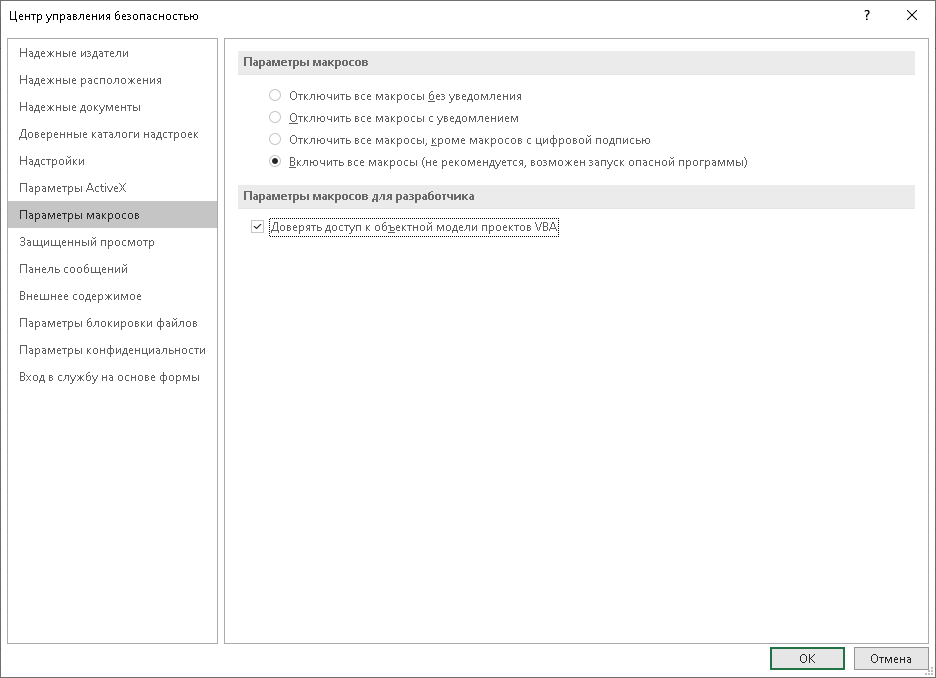 Центр управления безопасностью
?
Надежные издатели
Надежные расположения
Надежные документы
Доверенные каталоги надстроек
Надстройки
Параметры ActiveX
Параметры макросов
Защищенный просмотр
Панель сообщений
Внешнее содержимое
Параметры блокировки файлов
Параметры конфиденциальности
Вход в службу на основе формы
Параметры макросов
Отключить все макросы без уведомления
Отключить все макросы с уведомлением
Отключить все макросы, кроме макросов с цифровой подписью
Включить все макросы (не рекомендуется, возможен запуск опасной программы)
Параметры макросов для разработчика
Доверять доступ к объектной модели проектов VBA
OK
Отмена